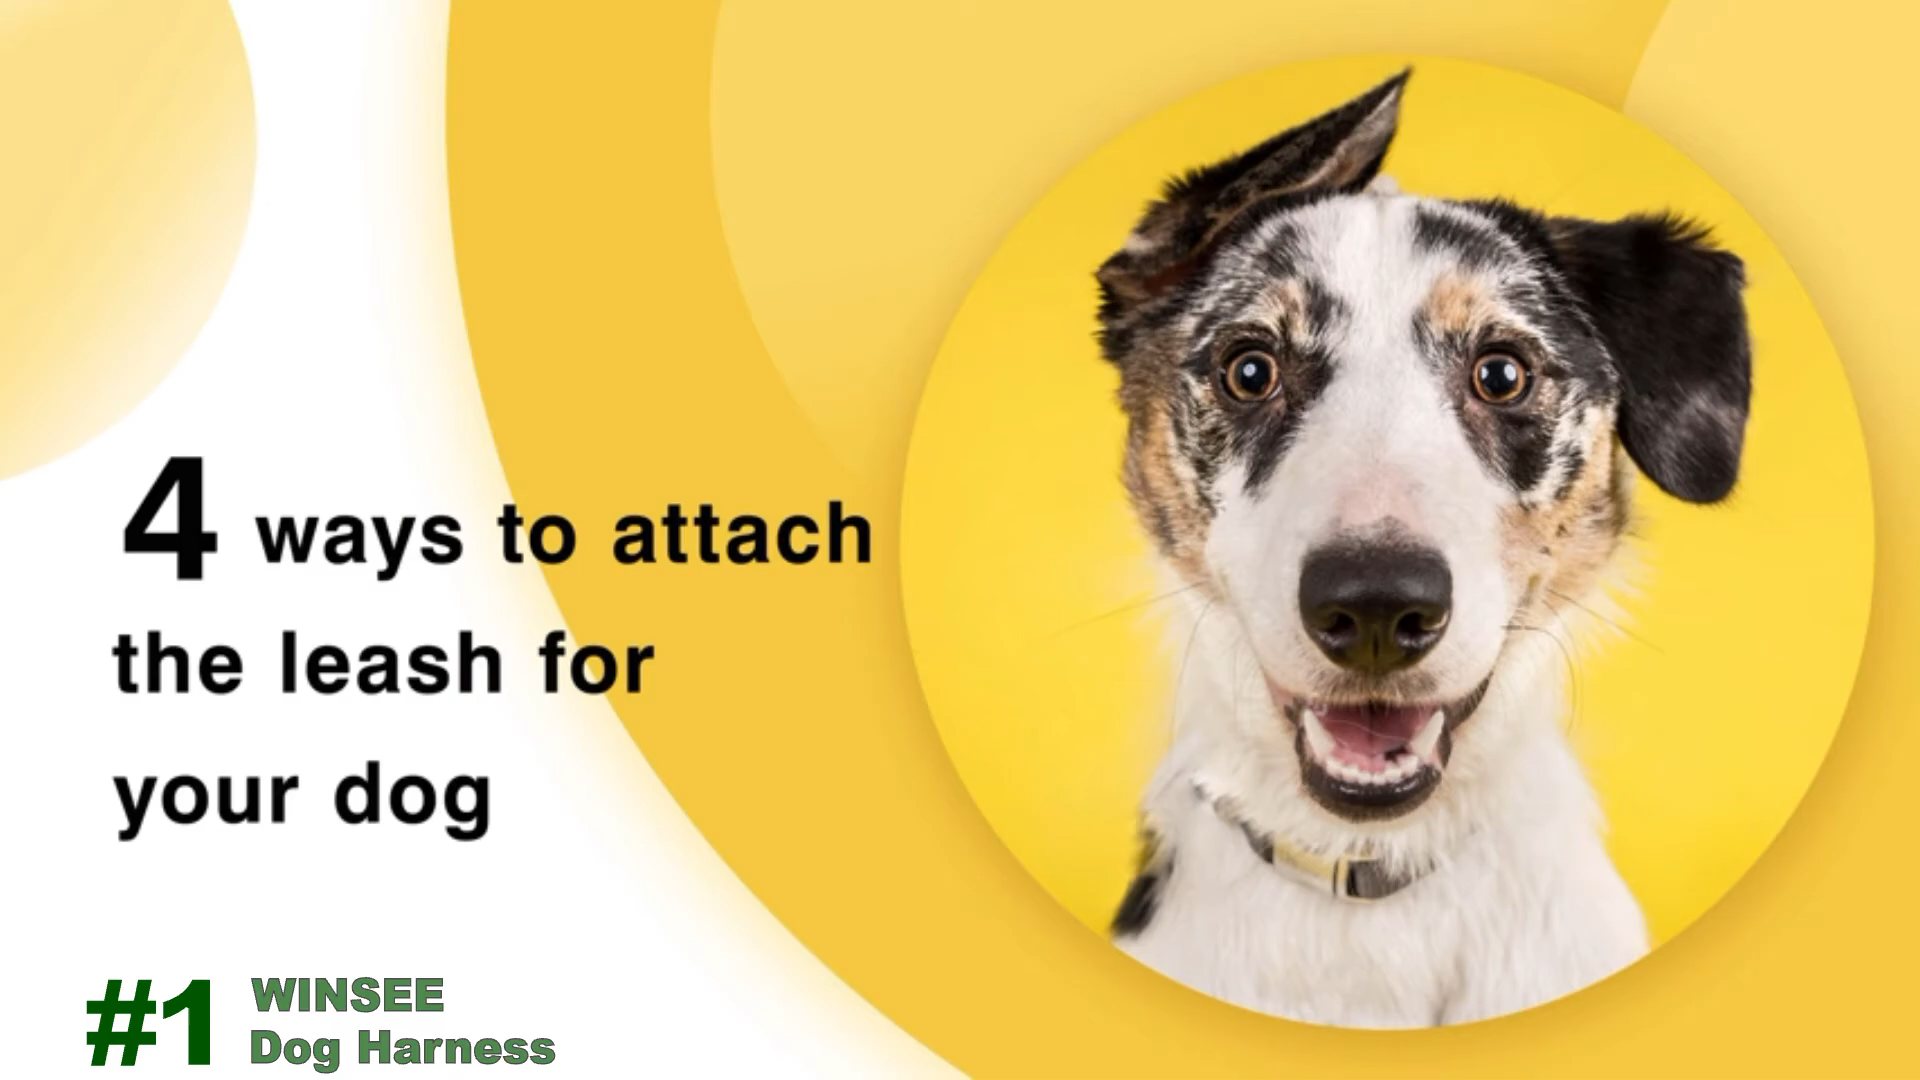 4 ways to attach
the leash for
your dog
#1 WINSEE
Dog Harness